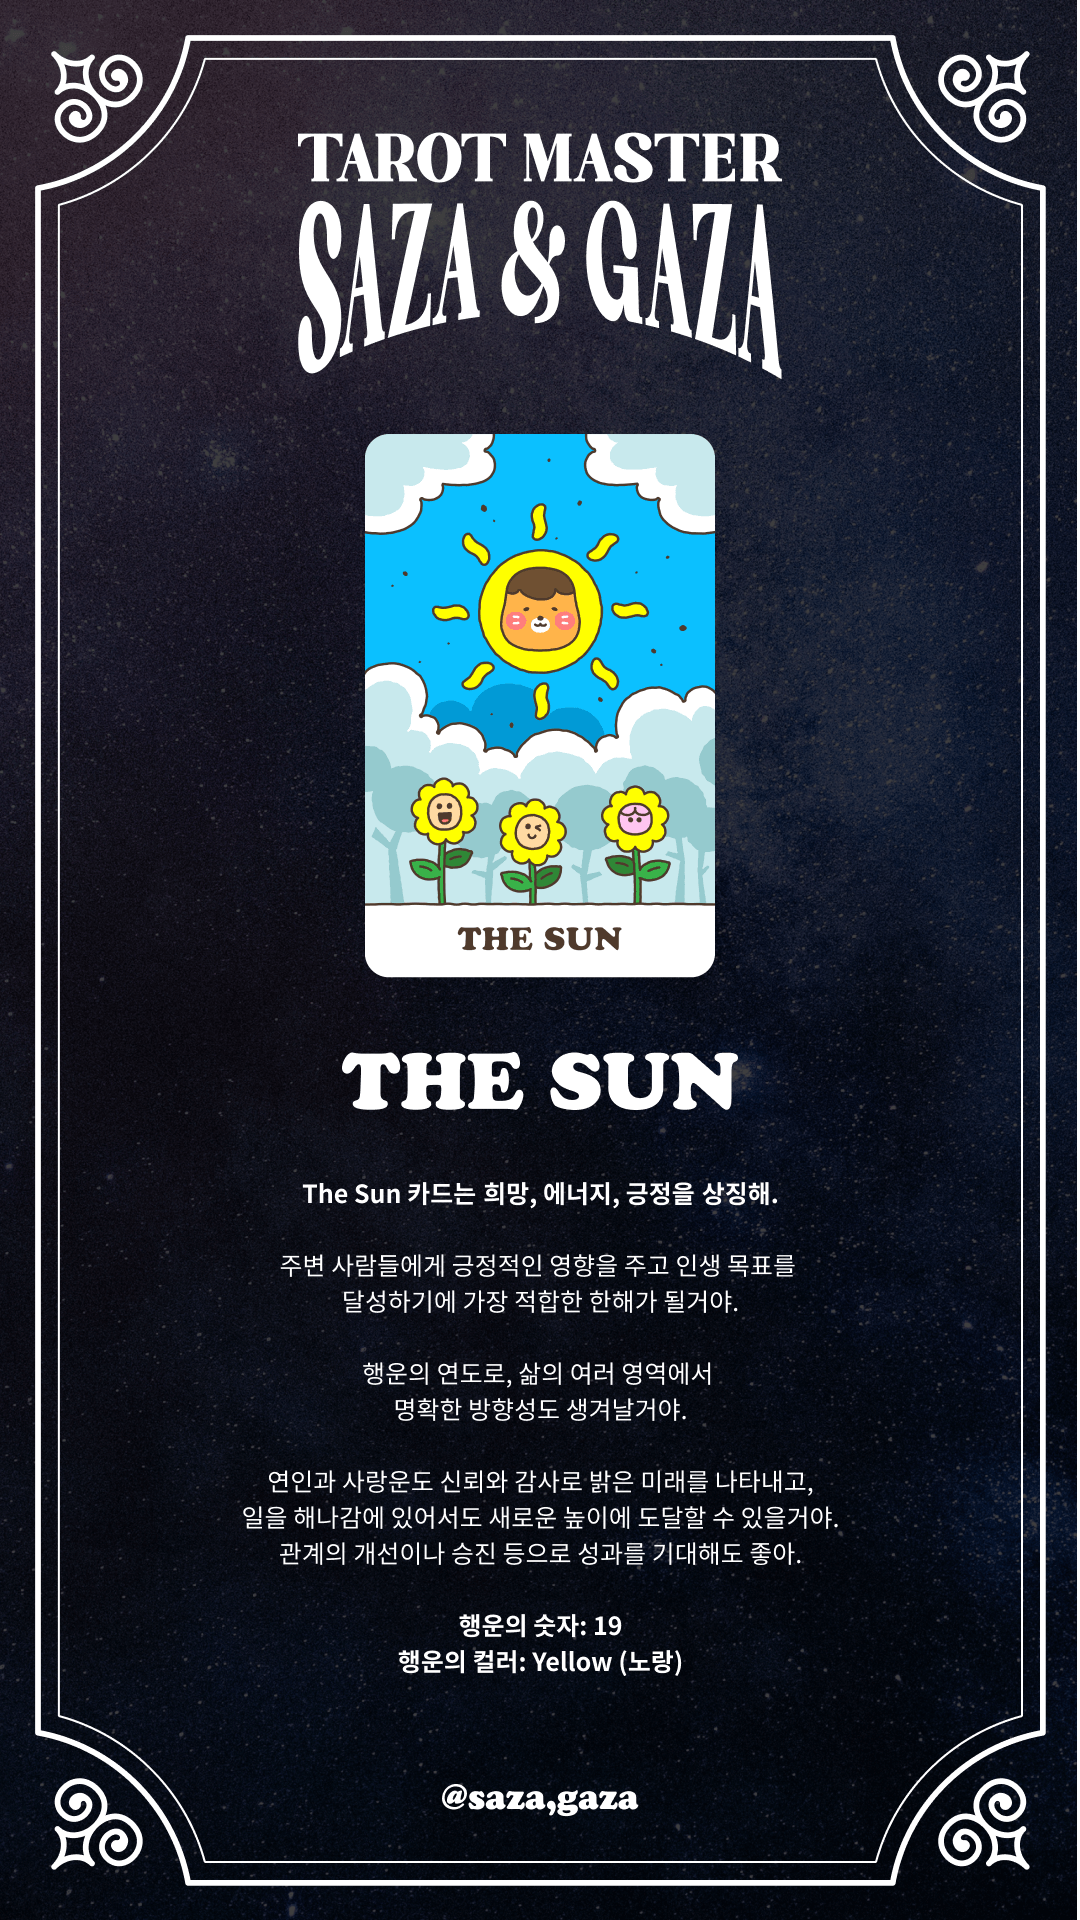 TAROT MASTER
SAZA & GAZA
THE SUN
THE SUN
The Sun 카드는 희망, 에너지, 긍정을 상징해.
주변 사람들에게 긍정적인 영향을 주고 인생 목표를
달성하기에 가장 적합한 한해가 될거야.
행운의 연도로, 삶의 여러 영역에서
명확한 방향성도 생겨날거야.
연인과 사랑운도 신뢰와 감사로 밝은 미래를 나타내고,
일을 해나감에 있어서도 새로운 높이에 도달할 수 있을거야.
관계의 개선이나 승진 등으로 성과를 기대해도 좋아.
행운의 숫자: 19
행운의 컬러: Yellow (노랑)
@saza,gaza